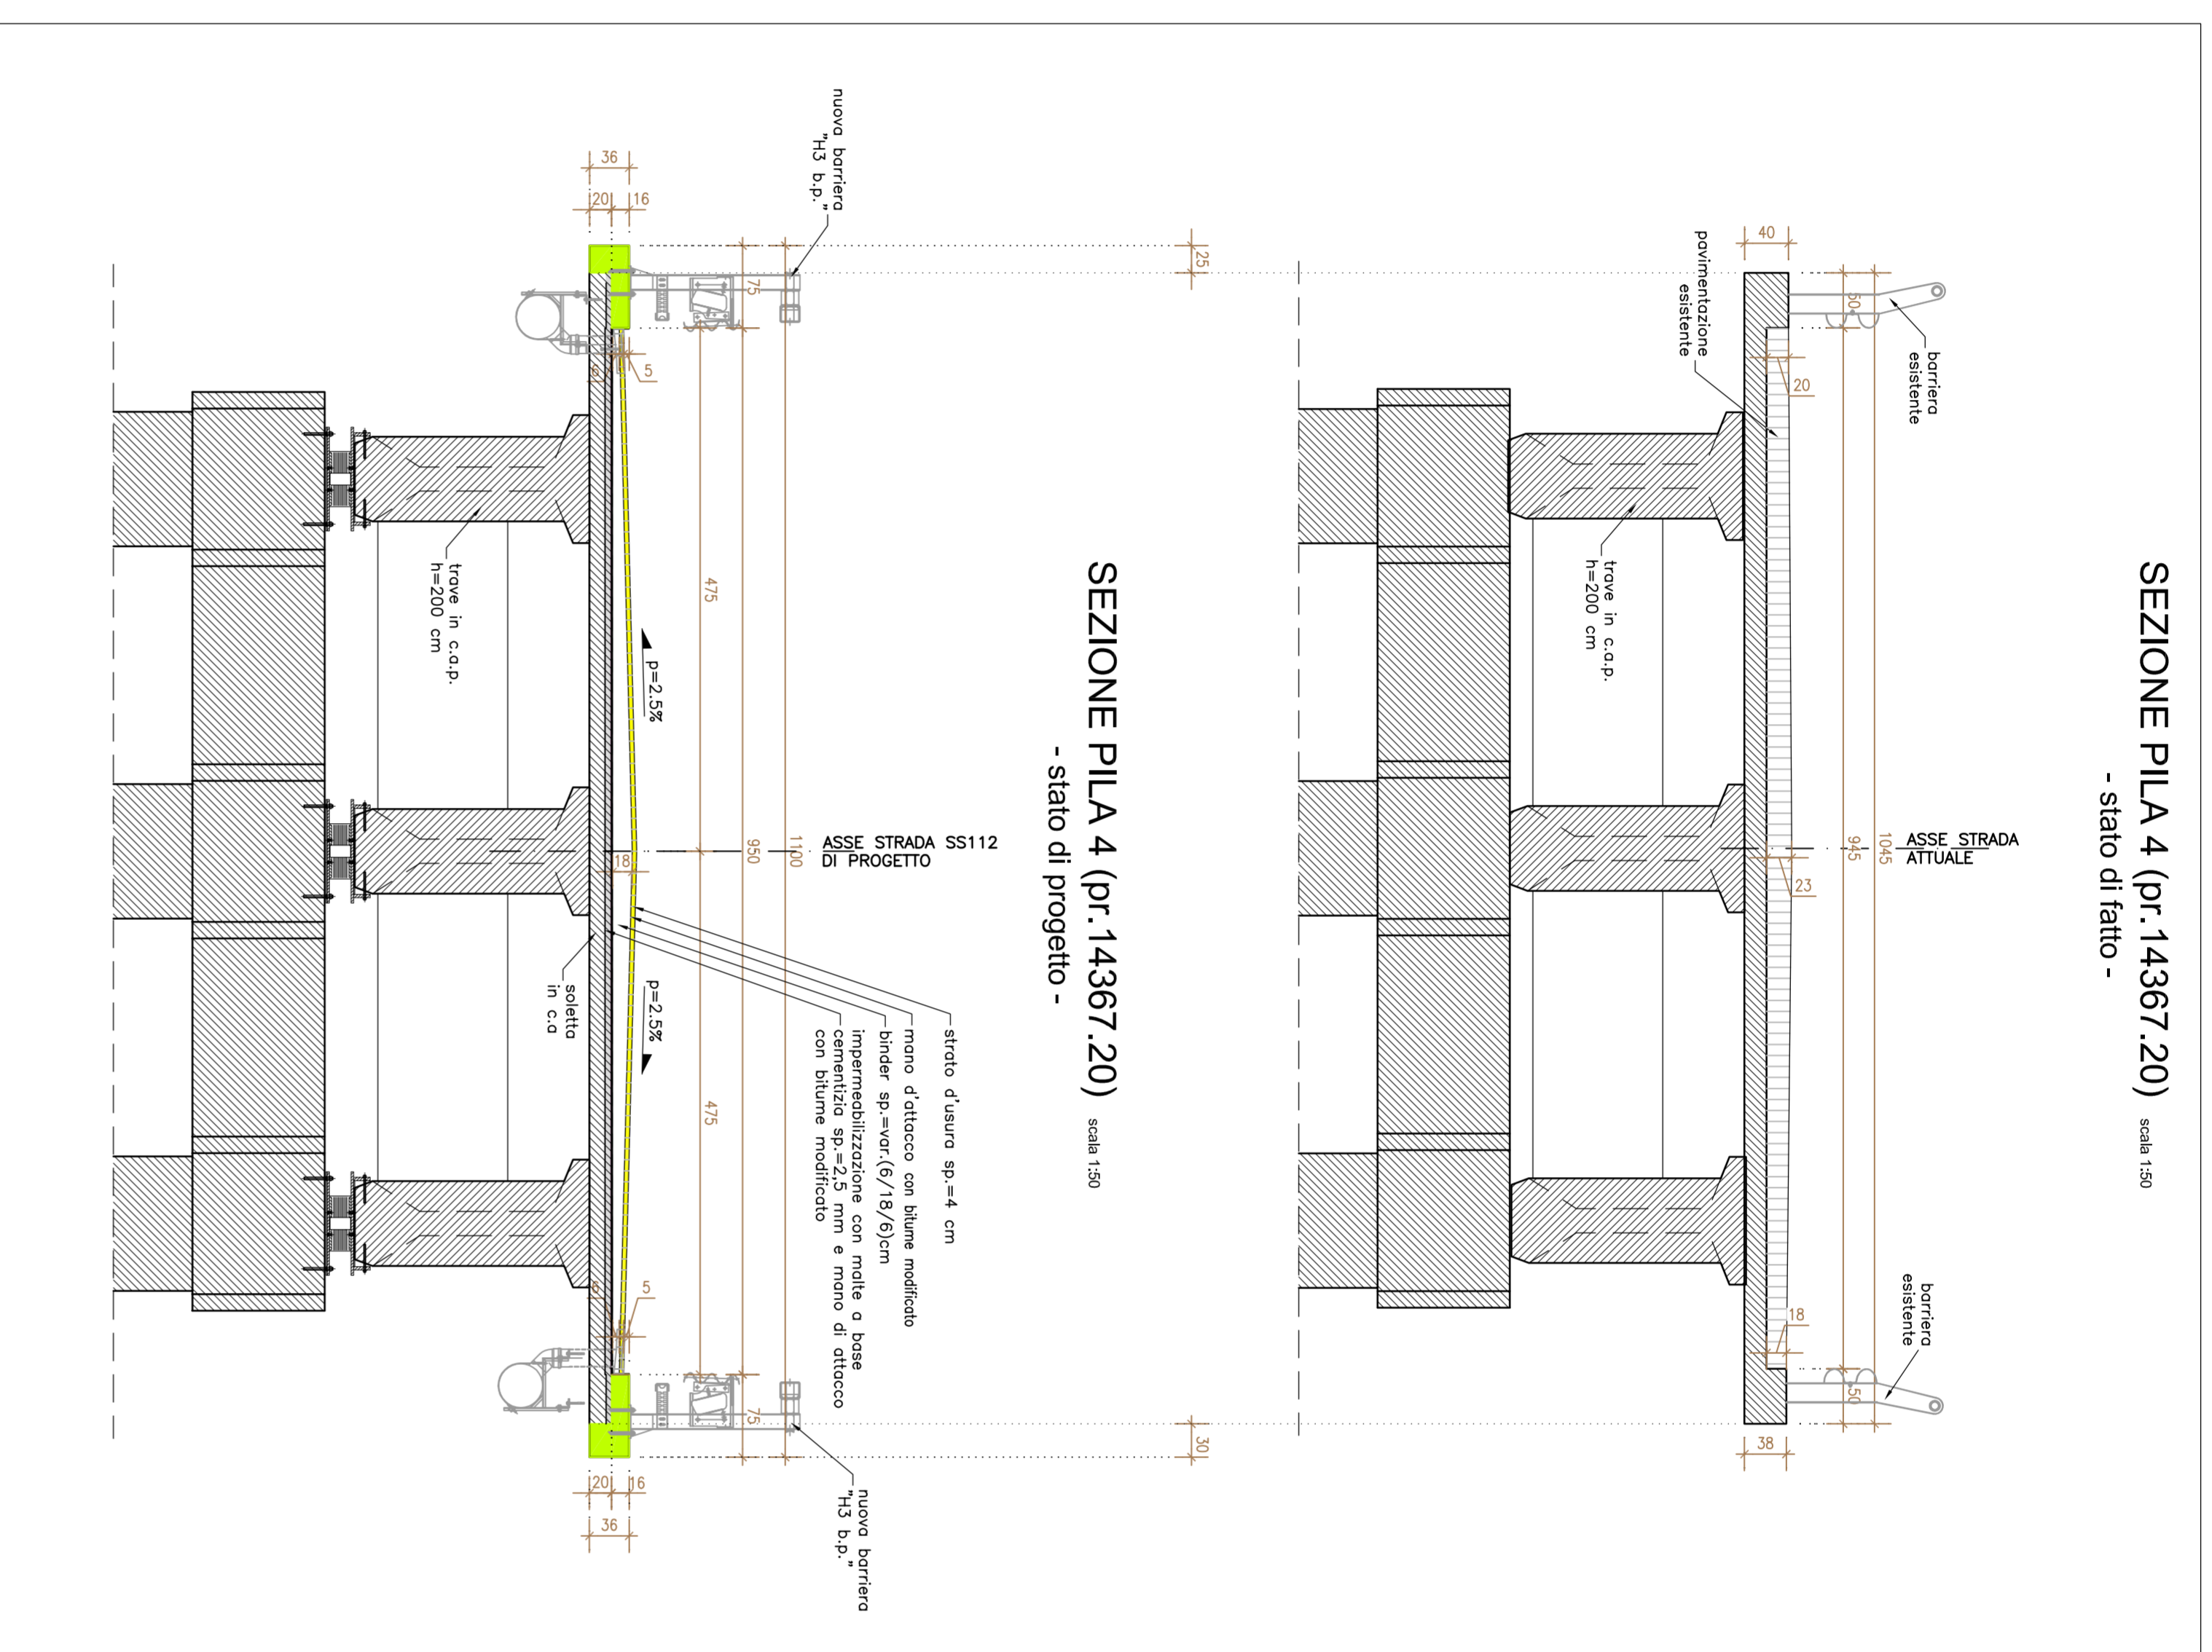 SEZIONE PILA 4 (pr.14367.20) scala 1:50
- stato di fatto -
ASSE STRADA
ATTUALE
barriera
esistente
barriera
esistente
1045
945
50
50
40
38
20
23
18
pavimentazione
esistente
trave in c.a.p.
h=200 cm
25
30
SEZIONE PILA 4 (pr.14367.20) scala 1:50
- stato di progetto -
ASSE STRADA SS112
DI PROGETTO
nuova barriera
"H3 b.p."
nuova barriera
"H3 b.p."
strato d'usura sp.=4 cm
mano d'attacco con bitume modificato
binder sp.=var.(6/18/6)cm
impermeabilizzazione con malte a base
cementizia sp.=2,5 mm e mano di attacco
con bitume modificato
1100
75
950
75
475
475
p=2.5%
p=2.5%
36
20
16
5
6
18
5
6
20
16
36
soletta
in c.a
trave in c.a.p.
h=200 cm